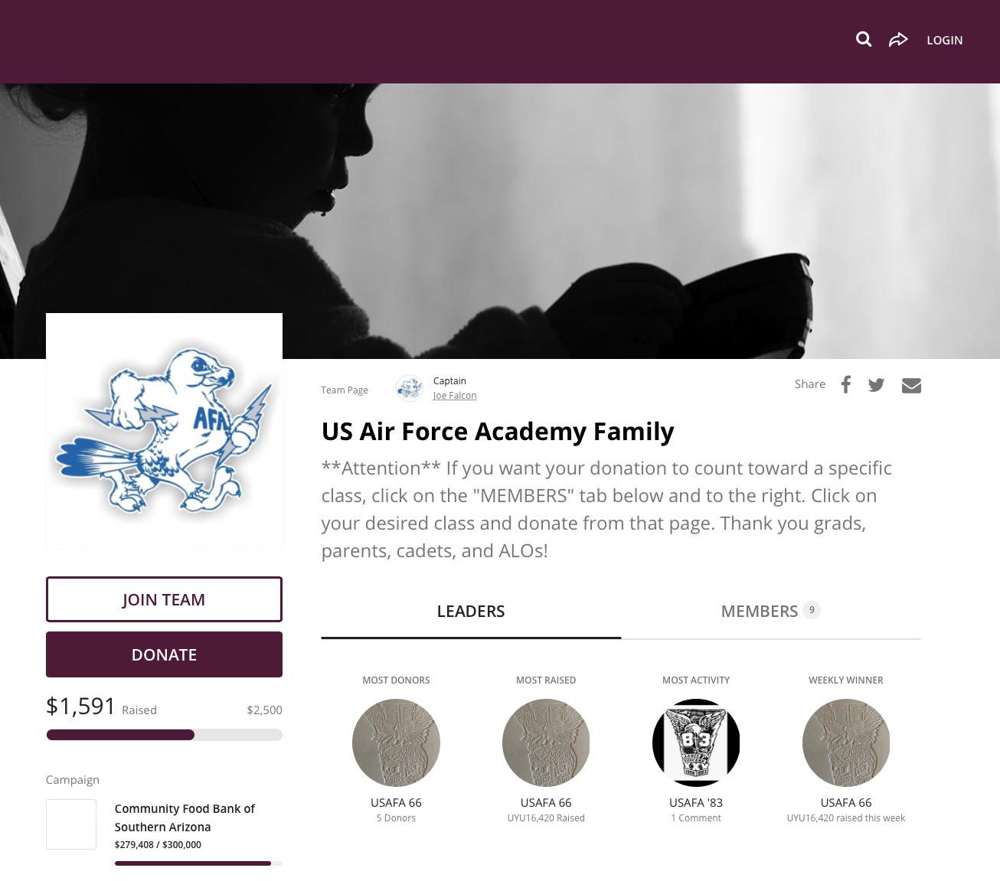 LOGIN
AFA
Team Page
Captain
Joe Falcon
Share
US Air Force Academy Family
**Attention** If you want your donation to count toward a specific
class, click on the "MEMBERS" tab below and to the right. Click on
your desired class and donate from that page. Thank you grads,
parents, cadets, and ALOs!
JOIN TEAM
DONATE
$1,591 Raised $2,500
Campaign
Community Food Bank of
Southern Arizona
$279,408 / $300,000
LEADERS
MEMBERS 9
MOST DONORS
USAFA 66
5 Donors
MOST RAISED
USAFA 66
UYU16,420 Raised
MOST ACTIVITY
83
USAFA '83
1 Comment
WEEKLY WINNER
USAFA 66
UYU16,420 raised this week